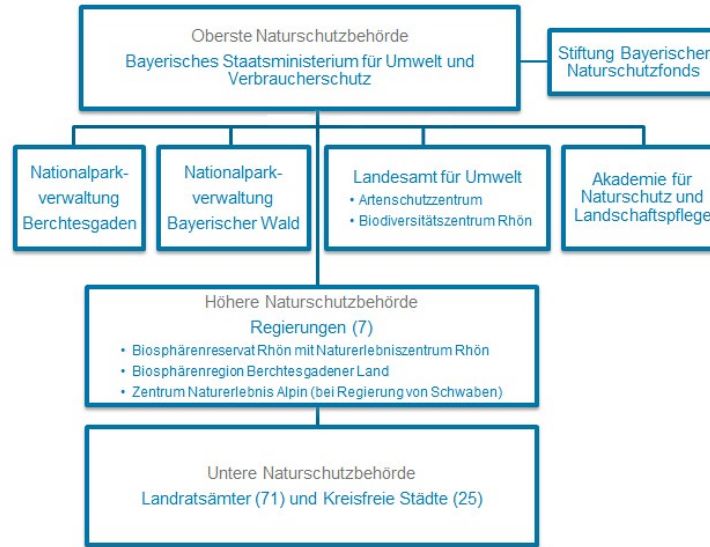 Oberste Naturschutzbehörde
Bayerisches Staatsministerium für Umwelt und
Verbraucherschutz
Stiftung Bayerischer
Naturschutzfonds
Nationalpark-
verwaltung
Berchtesgaden
Nationalpark-
verwaltung
Bayerischer Wald
Landesamt für Umwelt
• Artenschutzzentrum
• Biodiversitätszentrum Rhön
Akademie für
Naturschutz und
Landschaftspflege
Höhere Naturschutzbehörde
Regierungen (7)
• Biosphärenreservat Rhön mit Naturerlebniszentrum Rhön
• Biosphärenregion Berchtesgadener Land
• Zentrum Naturerlebnis Alpin (bei Regierung von Schwaben)
Untere Naturschutzbehörde
Landratsämter (71) und Kreisfreie Städte (25)